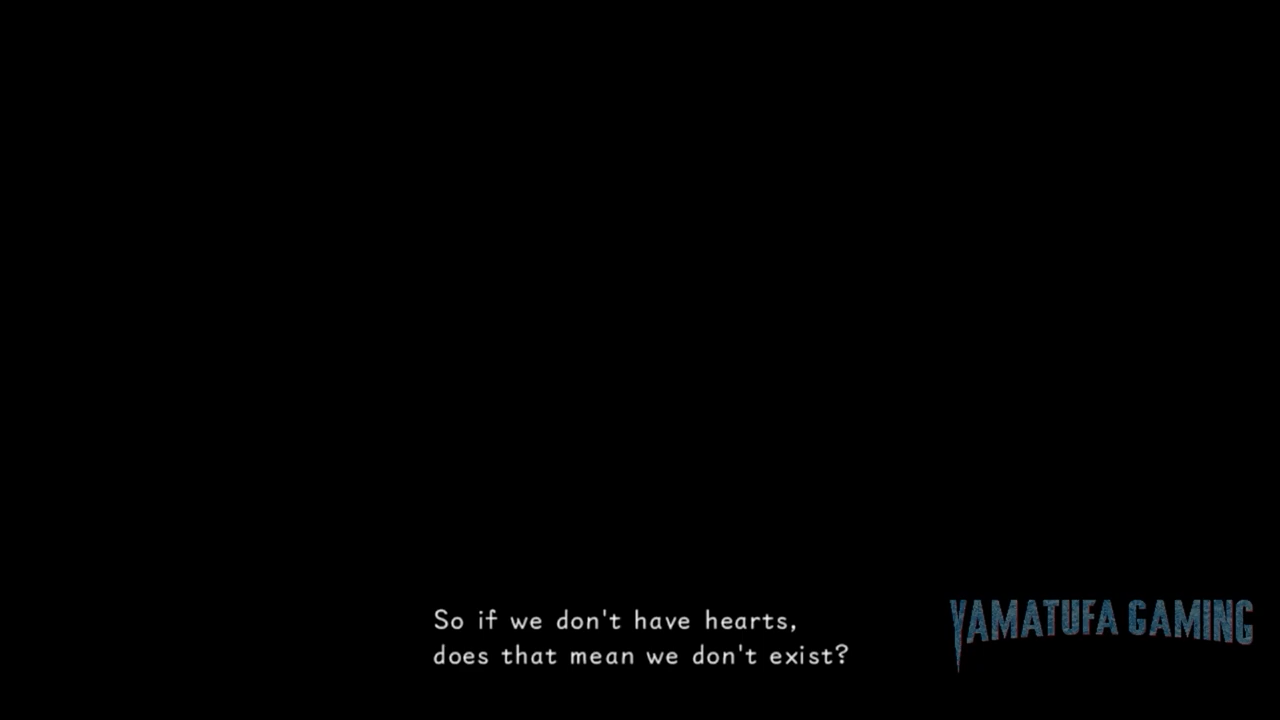 So if we don't have hearts,
does that mean we don't exist?
YAMATUFA GAMING